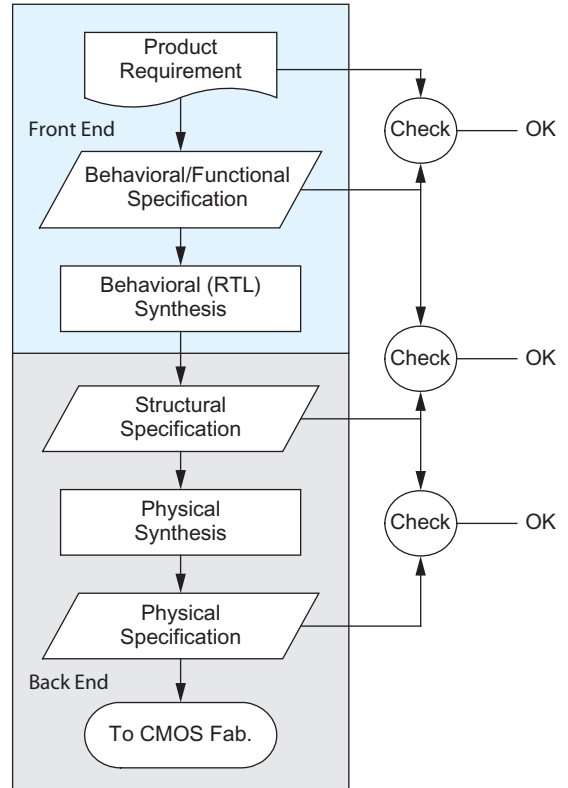 Product
Requirement
Front End
Check
OK
Behavioral/Functional
Specification
Behavioral (RTL)
Synthesis
Check
OK
Structural
Specification
Physical
Synthesis
Check
OK
Physical
Specification
Back End
To CMOS Fab.